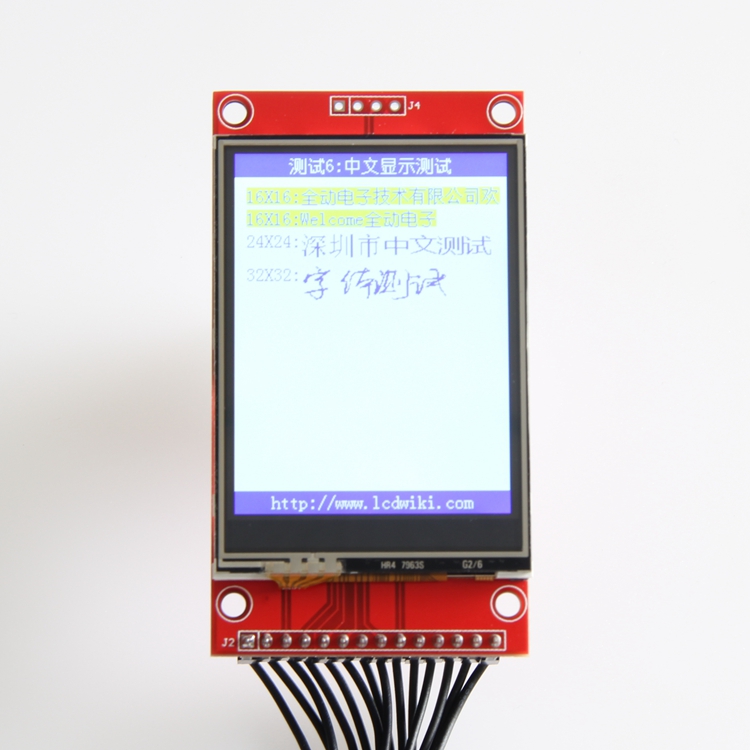 J4
测试6:中文显示测试
16X16:全动电子技术有限公司欢
16X16:Welcome全动电子
24X24:深圳市中文测试
32X32:字体测试
http://www.lcdwiki.com
HR4 7963S G2/6
J2